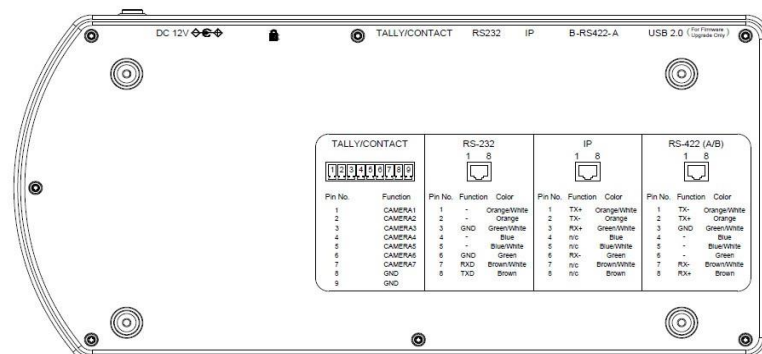 DC 12V TALLY/CONTACT RS232 IP B-RS422-A USB 2.0 (For Firmware Upgrade Only)
TALLY/CONTACT
1 2 3 4 5 6 7 8 9
Pin No. Function
1 CAMERA1
2 CAMERA2
3 CAMERA3
4 CAMERA4
5 CAMERA5
6 CAMERA6
7 CAMERA7
8 GND
9 GND
RS-232
1 8
Pin No. Function Color
1 - Orange/White
2 - Orange
3 GND Green/White
4 - Blue
5 - Blue/White
6 GND Green
7 RXD Brown/White
8 TXD Brown
IP
1 8
Pin No. Function Color
1 TX+ Orange/White
2 TX- Orange
3 RX+ Green/White
4 n/c Blue
5 n/c Blue/White
6 RX- Green
7 n/c Brown/White
8 n/c Brown
RS-422 (A/B)
1 8
Pin No. Function Color
1 TX- Orange/White
2 TX+ Orange
3 GND Green/White
4 - Blue
5 - Blue/White
6 - Green
7 RX- Brown/White
8 RX+ Brown